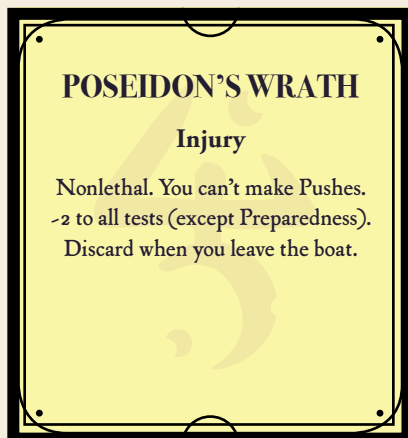 POSEIDON’S WRATH
Injury
Nonlethal. You can’t make Pushes.
-2 to all tests (except Preparedness).
Discard when you leave the boat.